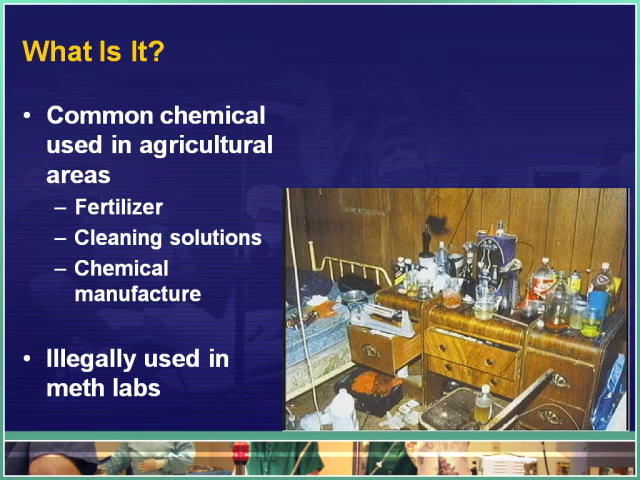 What Is It?
• Common chemical
used in agricultural
areas
– Fertilizer
– Cleaning solutions
– Chemical
manufacture
• Illegally used in
meth labs